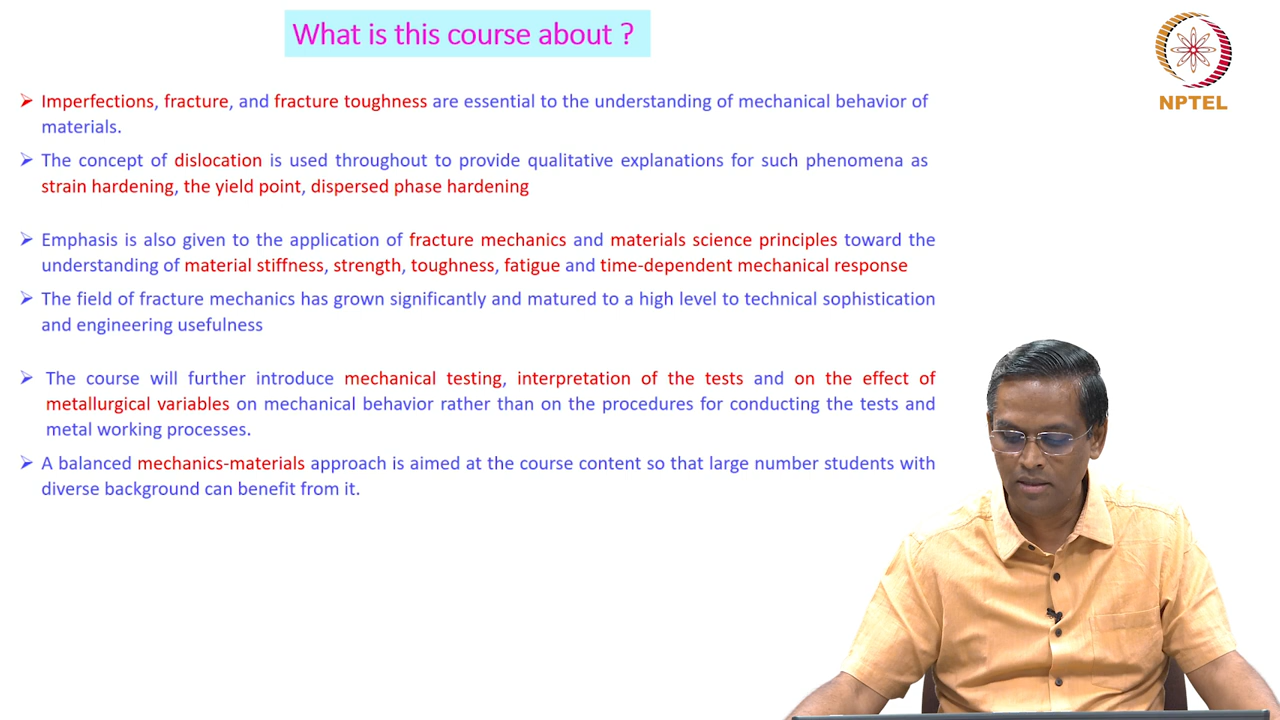 What is this course about ?
NPTEL
➢ Imperfections, fracture, and fracture toughness are essential to the understanding of mechanical behavior of
materials.
➢ The concept of dislocation is used throughout to provide qualitative explanations for such phenomena as
strain hardening, the yield point, dispersed phase hardening
➢ Emphasis is also given to the application of fracture mechanics and materials science principles toward the
understanding of material stiffness, strength, toughness, fatigue and time-dependent mechanical response
➢ The field of fracture mechanics has grown significantly and matured to a high level to technical sophistication
and engineering usefulness
➢ The course will further introduce mechanical testing, interpretation of the tests and on the effect of
metallurgical variables on mechanical behavior rather than on the procedures for conducting the tests and
metal working processes.
➢ A balanced mechanics-materials approach is aimed at the course content so that large number students with
diverse background can benefit from it.